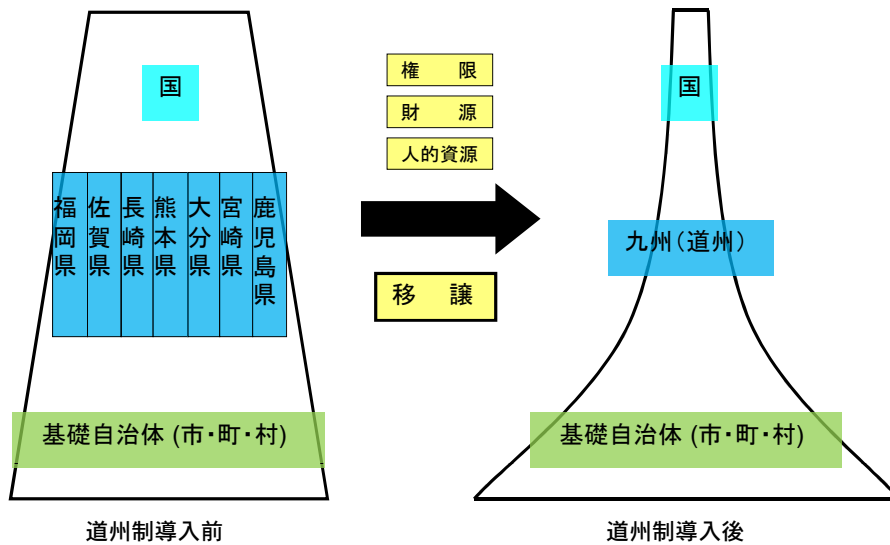 国
福岡県
佐賀県
長崎県
熊本県
大分県
宮崎県
鹿児島県
基礎自治体 (市・町・村)
道州制導入前
権　限
財　源
人的資源
移　譲
国
九州(道州)
基礎自治体 (市・町・村)
道州制導入後